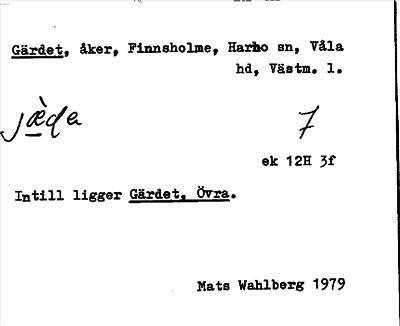 Gärdet, åker, Finnsholme, Harbo sn, Våla
hd, Västm. l.
jæ̀da
7
ek 12H 3f
Intill ligger Gärdet, Övra.
Mats Wahlberg 1979